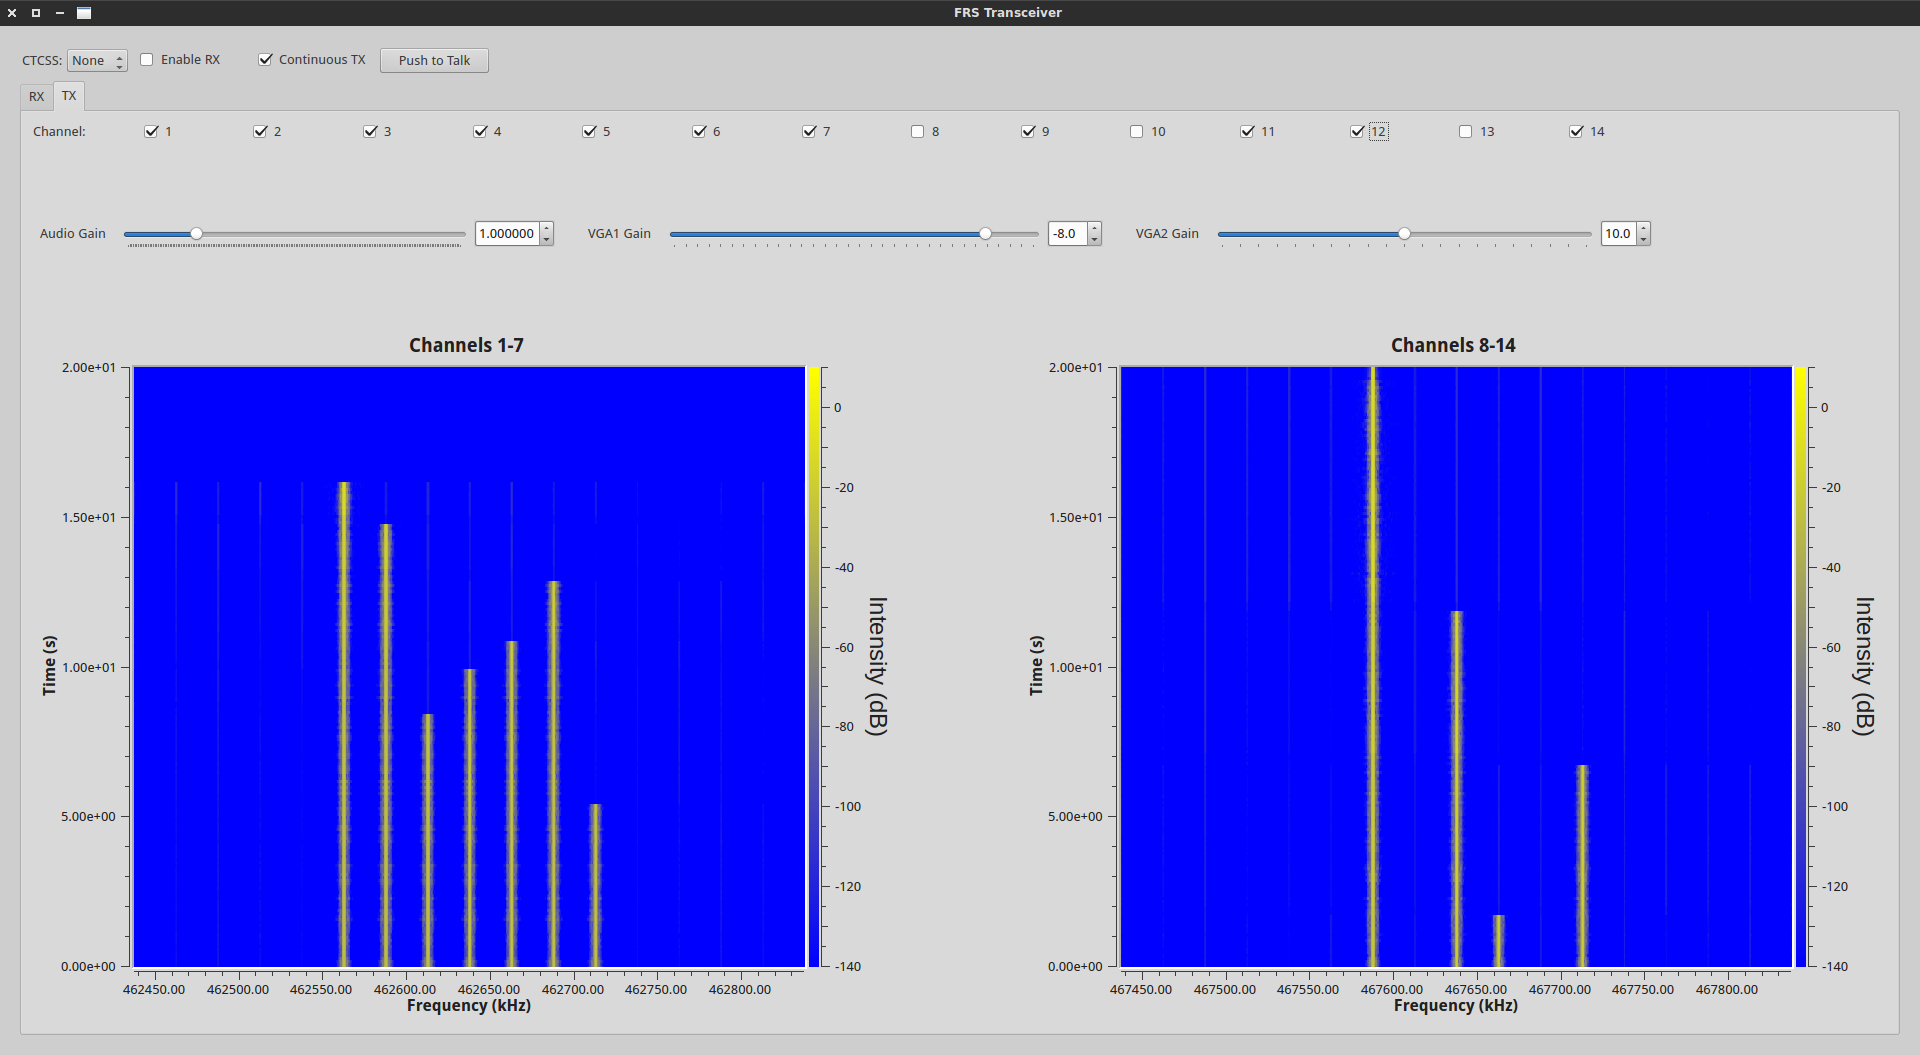 FRS Transceiver
CTCSS: None Enable RX Continuous TX Push to Talk
RX TX
Channel: 1 2 3 4 5 6 7 8 9 10 11 12 13 14
Audio Gain 1.000000 VGA1 Gain -8.0 VGA2 Gain 10.0
Channels 1-7
2.00e+01
1.50e+01
1.00e+01
5.00e+00
0.00e+00
Time (s)
462450.00 462500.00 462550.00 462600.00 462650.00 462700.00 462750.00 462800.00
Frequency (kHz)
0
-20
-40
-60
-80
-100
-120
-140
Intensity (dB)
Channels 8-14
2.00e+01
1.50e+01
1.00e+01
5.00e+00
0.00e+00
Time (s)
467450.00 467500.00 467550.00 467600.00 467650.00 467700.00 467750.00 467800.00
Frequency (kHz)
0
-20
-40
-60
-80
-100
-120
-140
Intensity (dB)